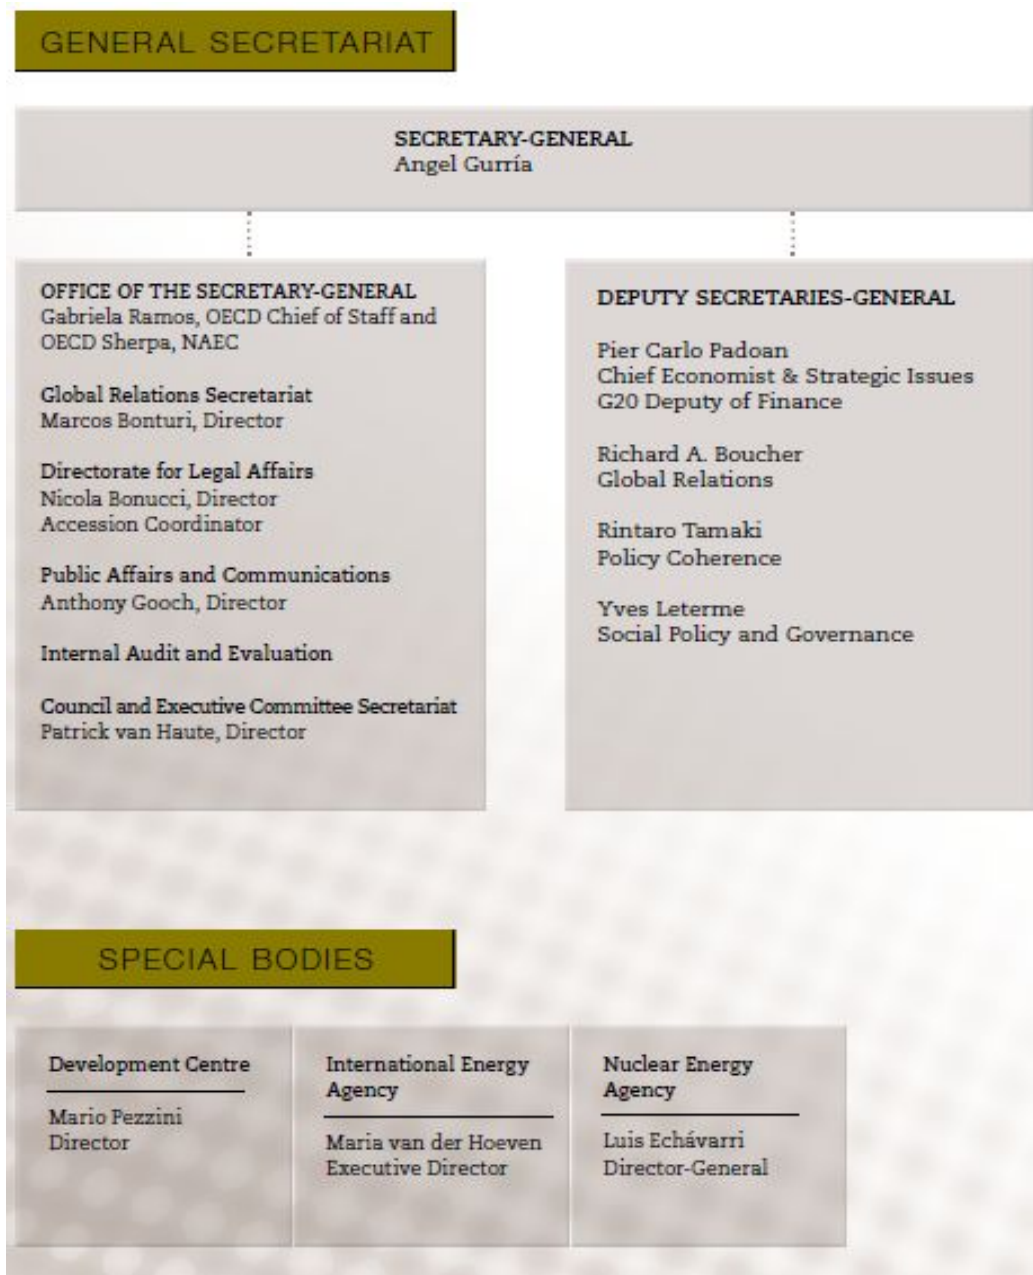 GENERAL SECRETARIAT
SECRETARY-GENERAL
Angel Gurría
OFFICE OF THE SECRETARY-GENERAL
Gabriela Ramos, OECD Chief of Staff and
OECD Sherpa, NAEC
Global Relations Secretariat
Marcos Bonturi, Director
Directorate for Legal Affairs
Nicola Bonucci, Director
Accession Coordinator
Public Affairs and Communications
Anthony Gooch, Director
Internal Audit and Evaluation
Council and Executive Committee Secretariat
Patrick van Haute, Director
DEPUTY SECRETARIES-GENERAL
Pier Carlo Padoan
Chief Economist & Strategic Issues
G20 Deputy of Finance
Richard A. Boucher
Global Relations
Rintaro Tamaki
Policy Coherence
Yves Leterme
Social Policy and Governance
SPECIAL BODIES
Development Centre
Mario Pezzini
Director
International Energy
Agency
Maria van der Hoeven
Executive Director
Nuclear Energy
Agency
Luis Echávarri
Director-General